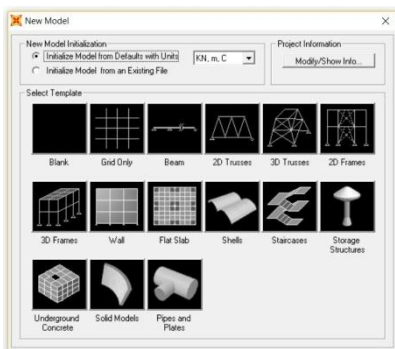 New Model
New Model Initialization
Project Information
Initialize Model from Defaults with Units
KN, m, C
Modify/Show Info...
Initialize Model from an Existing File
Select Template
Blank
Grid Only
Beam
2D Trusses
3D Trusses
2D Frames
3D Frames
Wall
Flat Slab
Shells
Staircases
Storage
Structures
Underground
Concrete
Solid Models
Pipes and
Plates